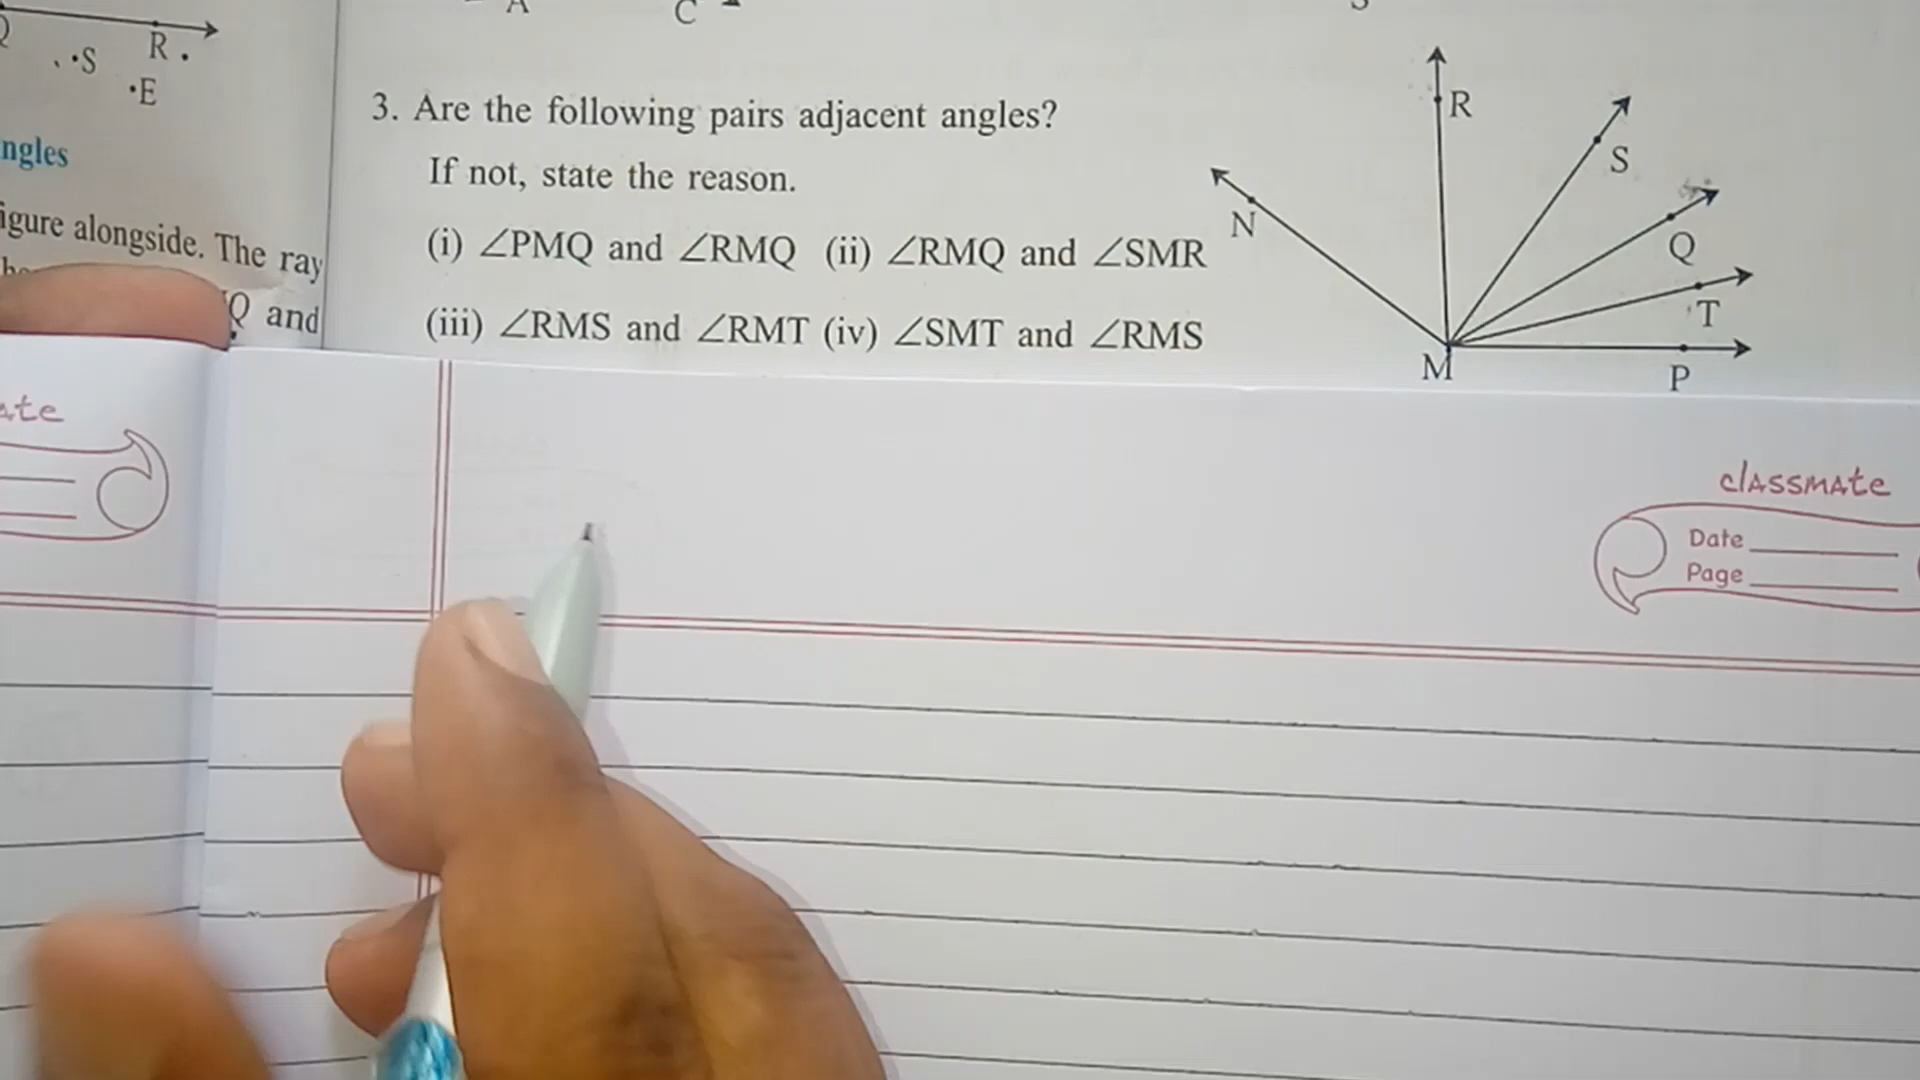 A C
R
·S
·E
ngles
igure alongside. The ray
Q and
3. Are the following pairs adjacent angles?
If not, state the reason.
(i) ∠PMQ and ∠RMQ (ii) ∠RMQ and ∠SMR
(iii) ∠RMS and ∠RMT (iv) ∠SMT and ∠RMS
R
S
N
Q
T
M
P
classmate
Date
Page